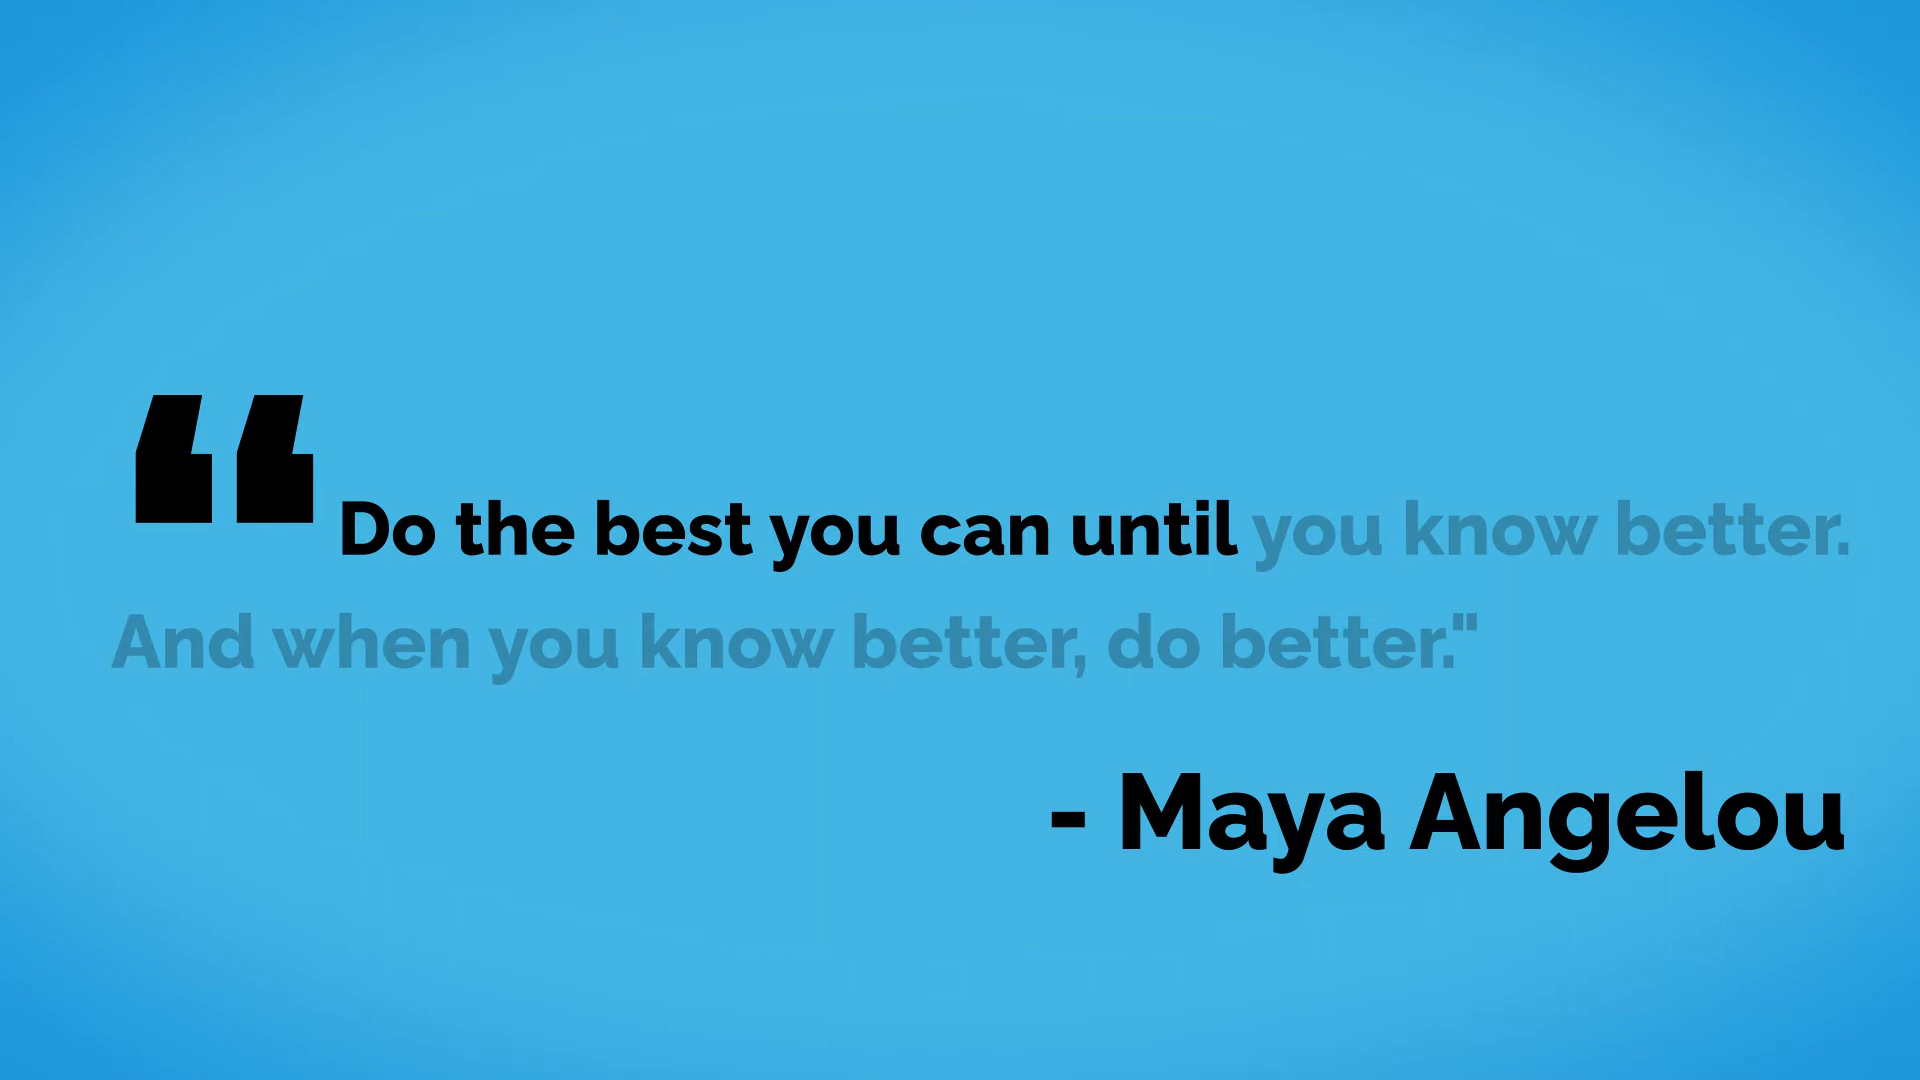 “Do the best you can until you know better.
And when you know better, do better."
- Maya Angelou